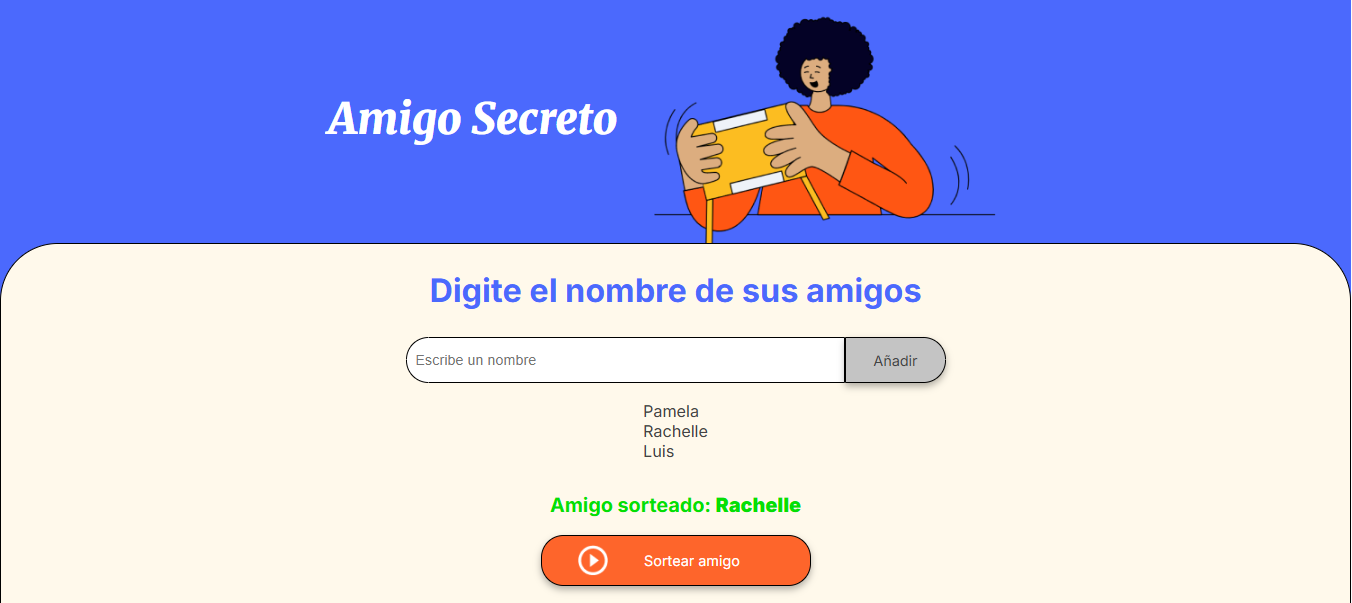 Amigo Secreto
Digite el nombre de sus amigos
Escribe un nombre
Añadir
Pamela
Rachelle
Luis
Amigo sorteado: Rachelle
Sortear amigo